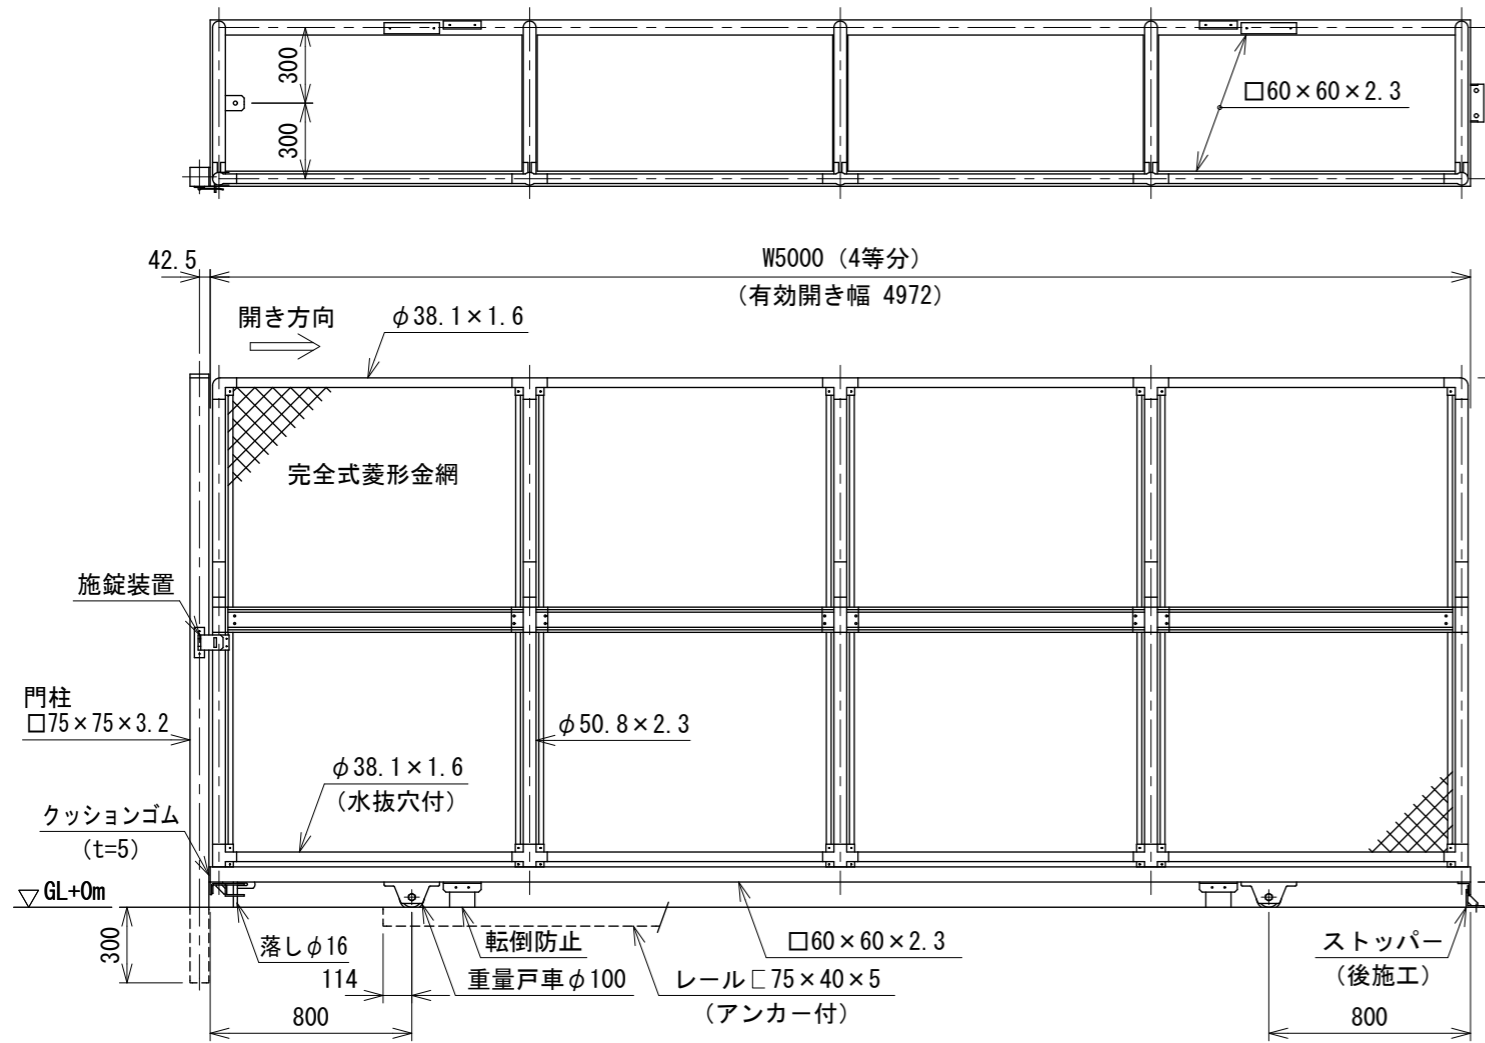 300
300
□60×60×2.3
42.5
W5000 (4等分)
(有効開き幅 4972)
開き方向
φ38.1×1.6
完全式菱形金網
施錠装置
門柱
□75×75×3.2
φ50.8×2.3
φ38.1×1.6
(水抜穴付)
クッションゴム
(t=5)
▽GL+0m
300
落しφ16
転倒防止
□60×60×2.3
ストッパー
(後施工)
114
重量戸車φ100
レール⊏75×40×5
(アンカー付)
800
800